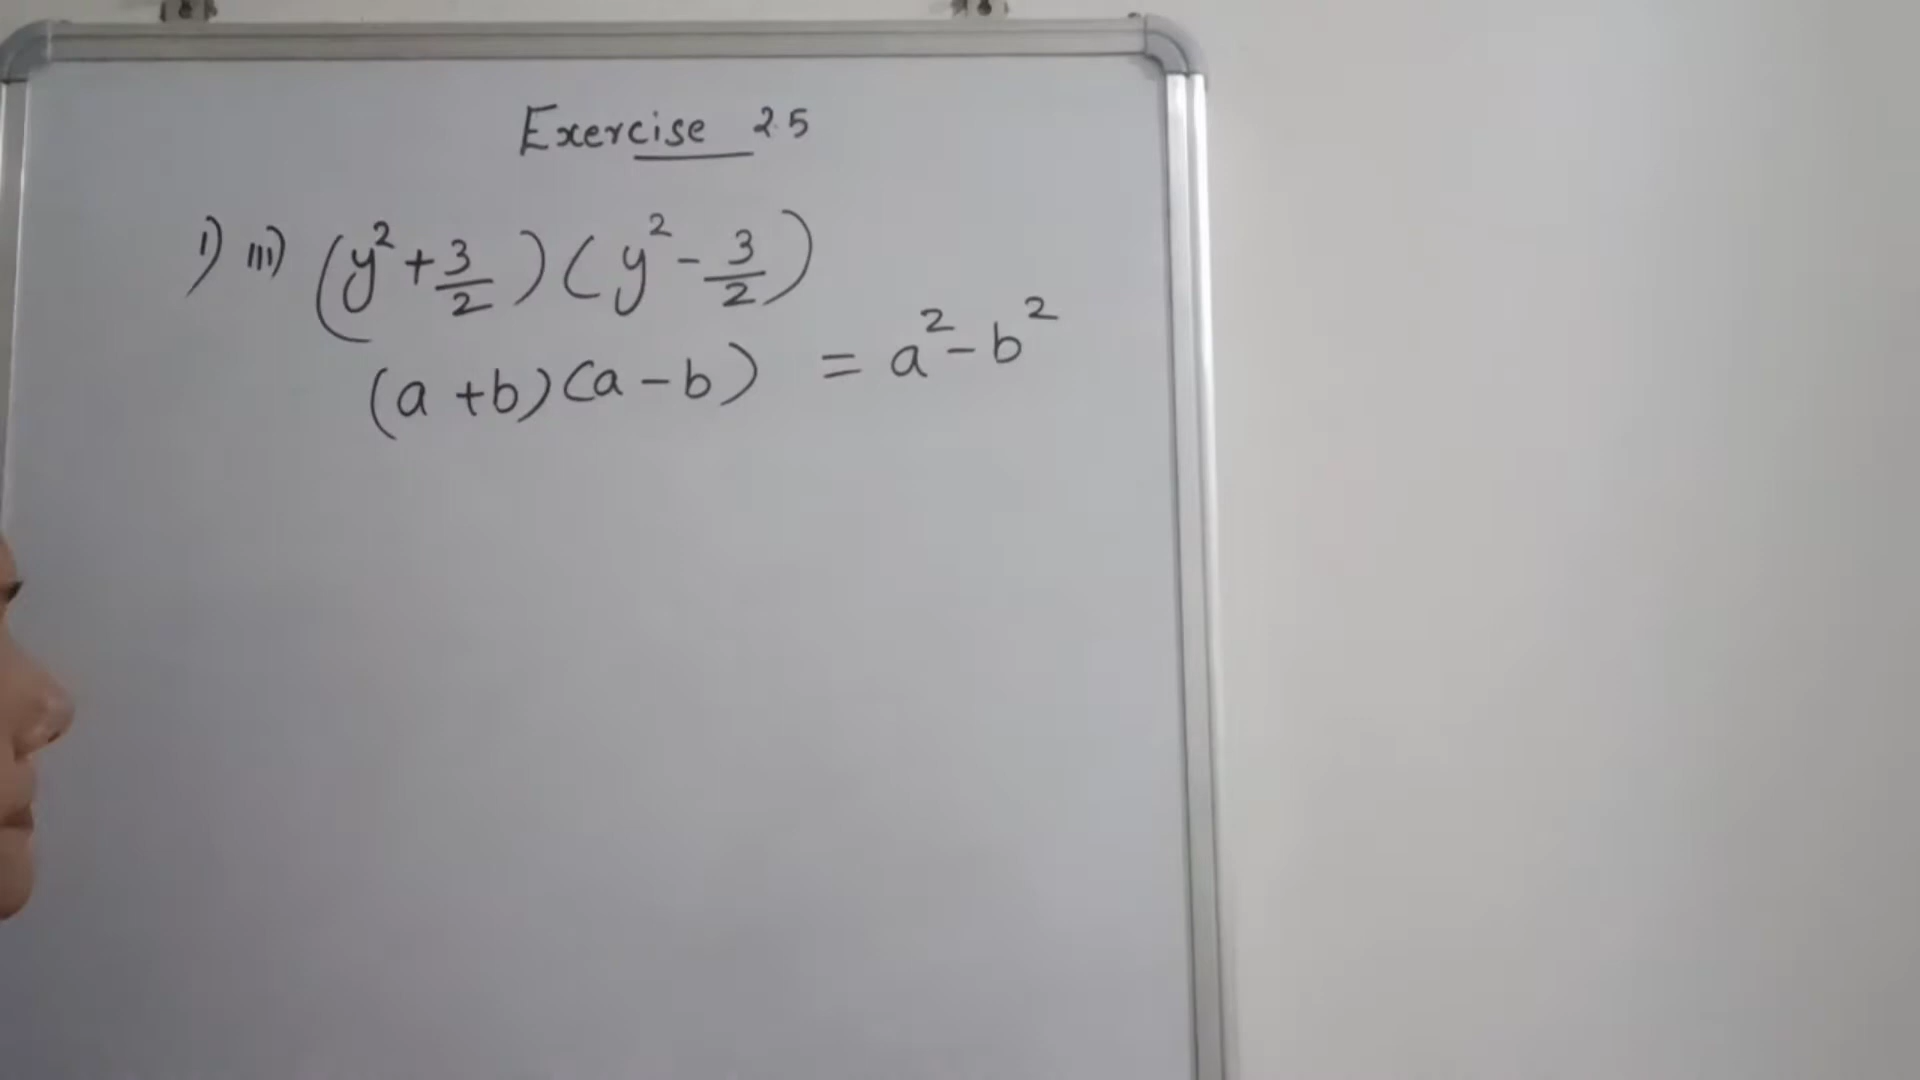 Exercise 2.5
1) iii) (y² + 3/2) (y² - 3/2)
(a + b) (a - b) = a² - b²